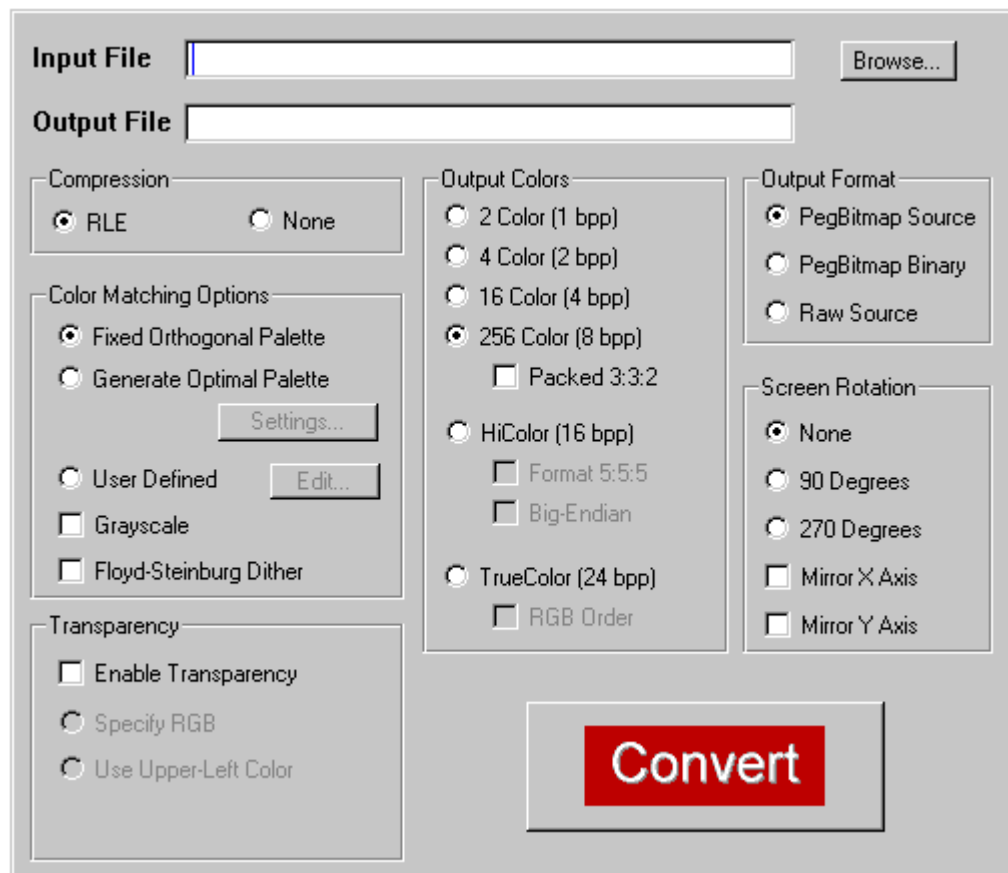 Input File
Browse...
Output File
Compression
RLE
None
Color Matching Options
Fixed Orthogonal Palette
Generate Optimal Palette
Settings...
User Defined
Edit...
Grayscale
Floyd-Steinburg Dither
Transparency
Enable Transparency
Specify RGB
Use Upper-Left Color
Output Colors
2 Color (1 bpp)
4 Color (2 bpp)
16 Color (4 bpp)
256 Color (8 bpp)
Packed 3:3:2
HiColor (16 bpp)
Format 5:5:5
Big-Endian
TrueColor (24 bpp)
RGB Order
Output Format
PegBitmap Source
PegBitmap Binary
Raw Source
Screen Rotation
None
90 Degrees
270 Degrees
Mirror X Axis
Mirror Y Axis
Convert